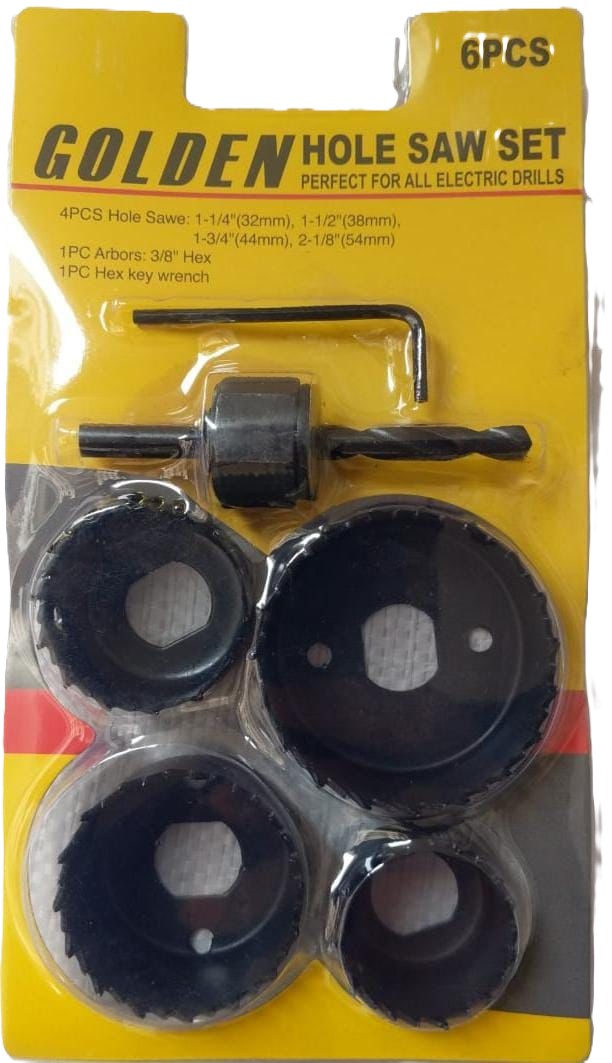 6PCS
GOLDEN HOLE SAW SET
PERFECT FOR ALL ELECTRIC DRILLS
4PCS Hole Sawe: 1-1/4"(32mm), 1-1/2"(38mm),
1-3/4"(44mm), 2-1/8"(54mm)
1PC Arbors: 3/8" Hex
1PC Hex key wrench